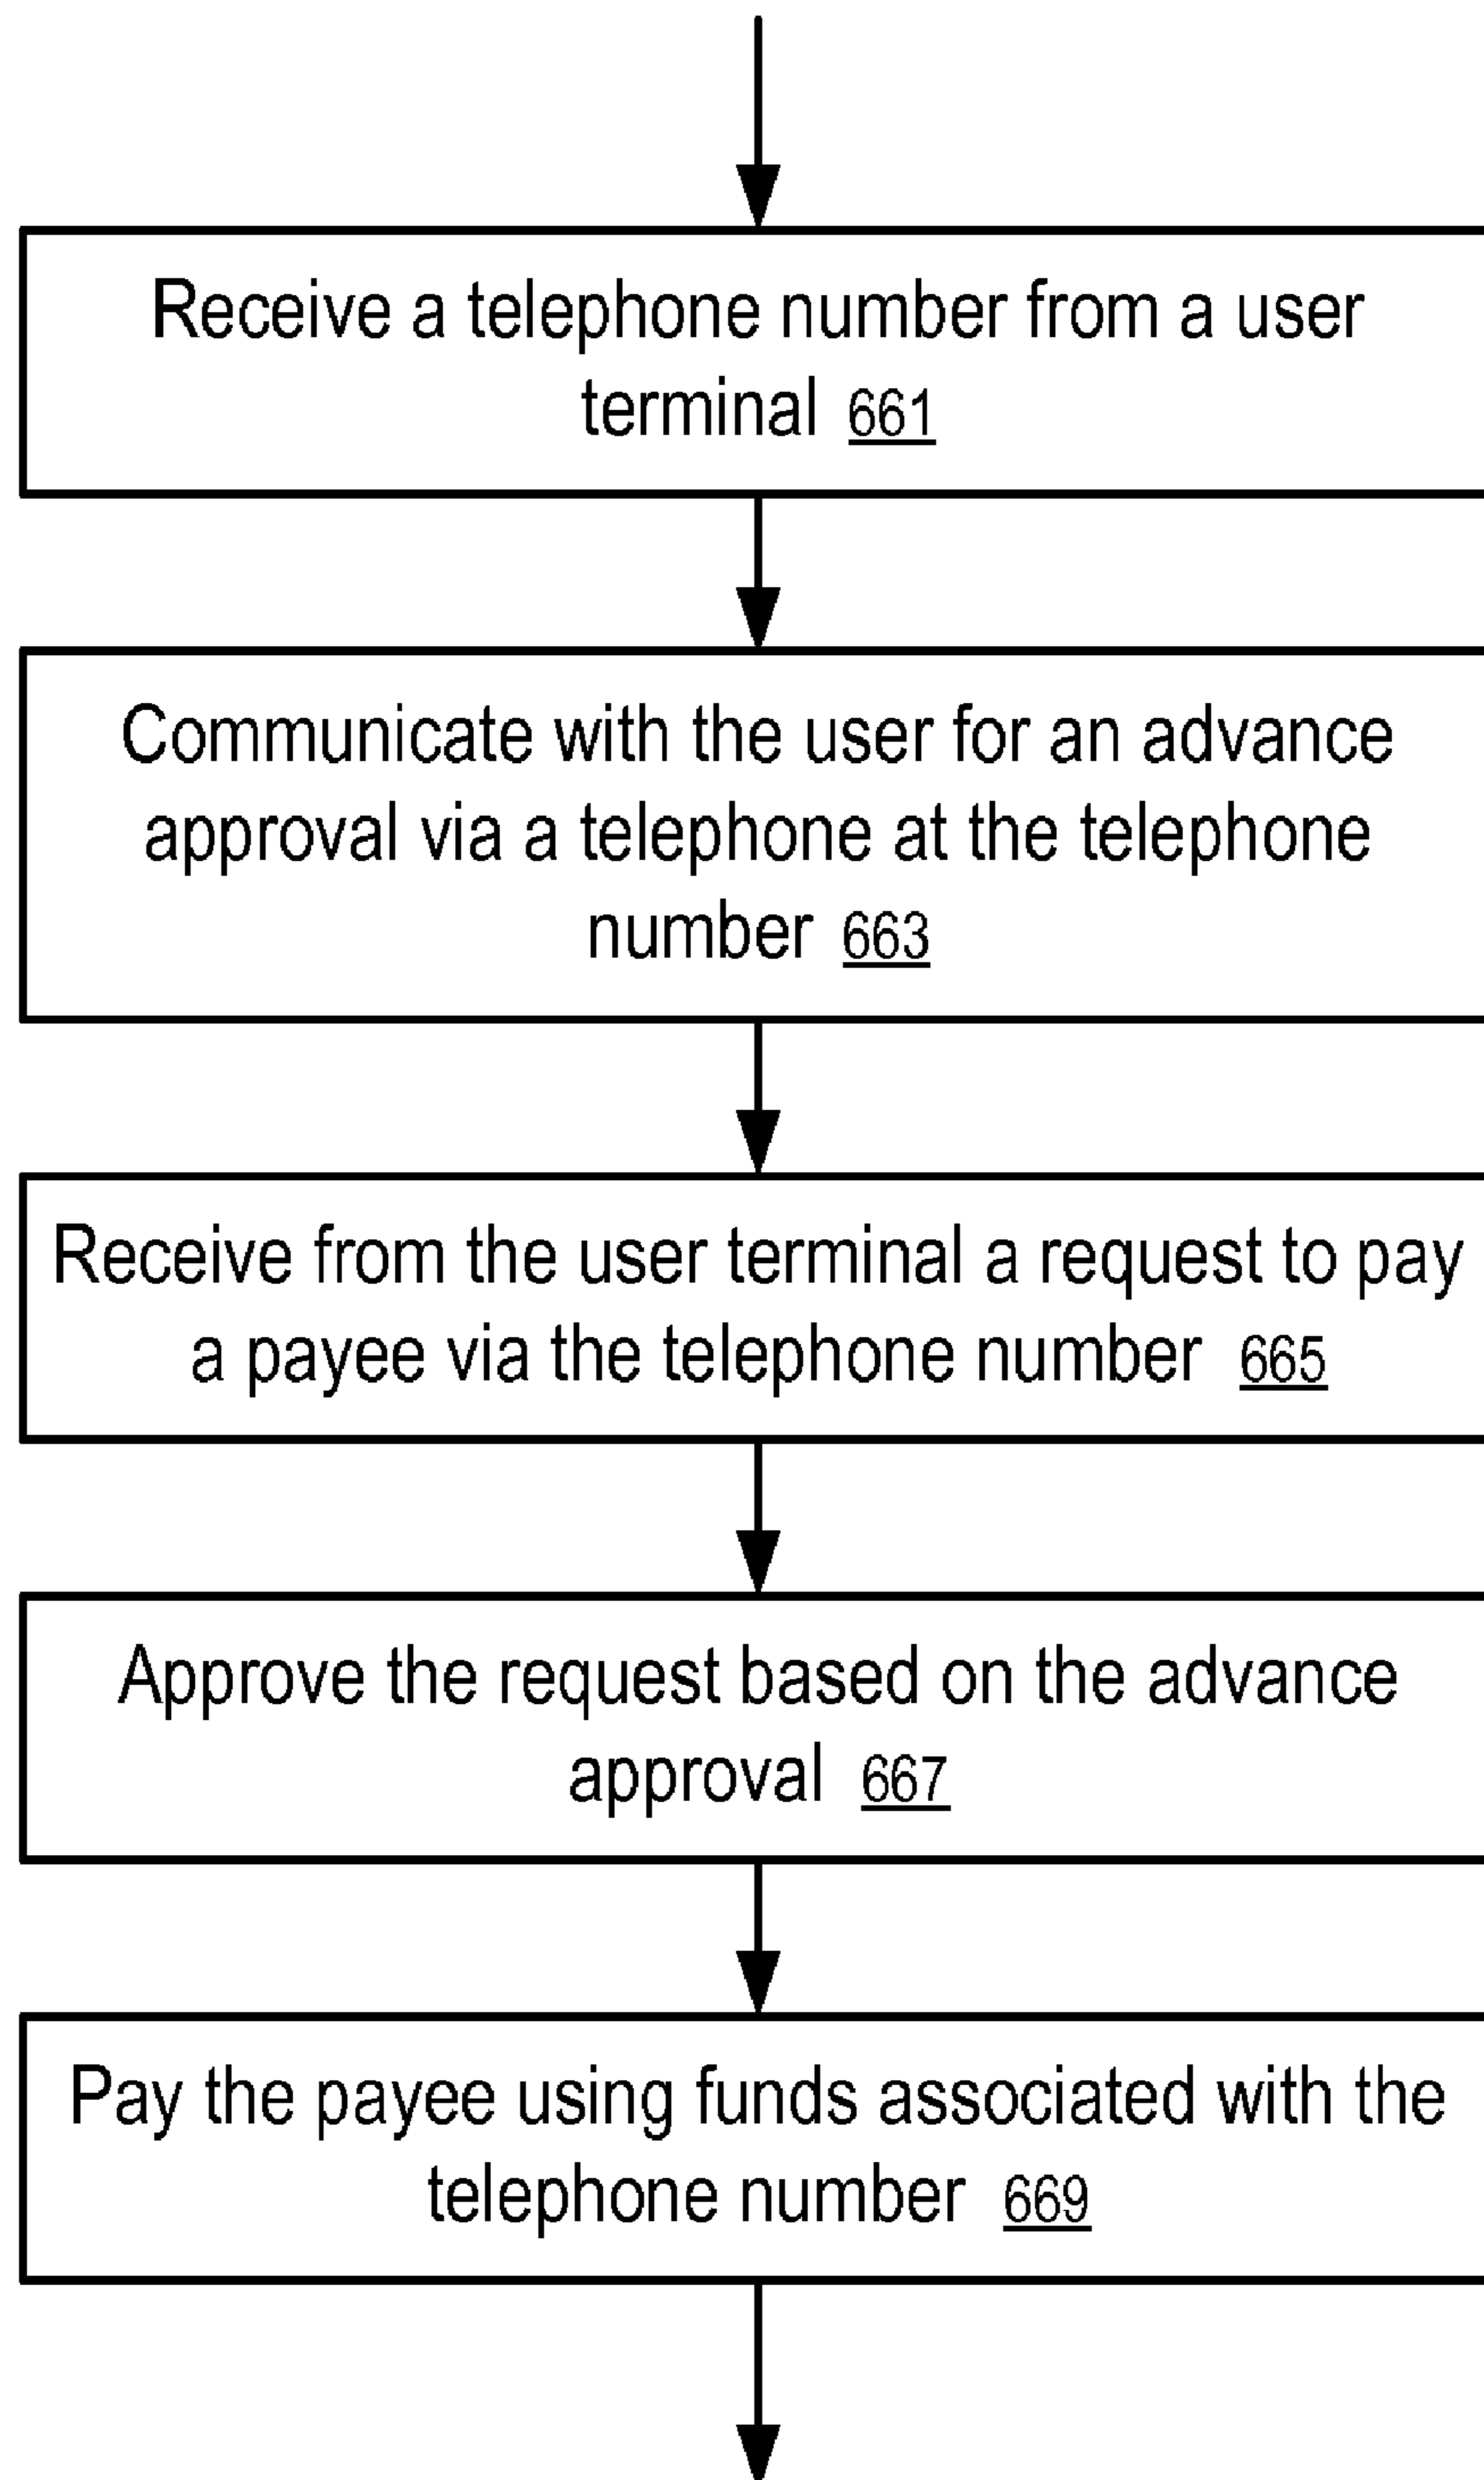 Receive a telephone number from a user
terminal 661
Communicate with the user for an advance
approval via a telephone at the telephone
number 663
Receive from the user terminal a request to pay
a payee via the telephone number 665
Approve the request based on the advance
approval 667
Pay the payee using funds associated with the
telephone number 669